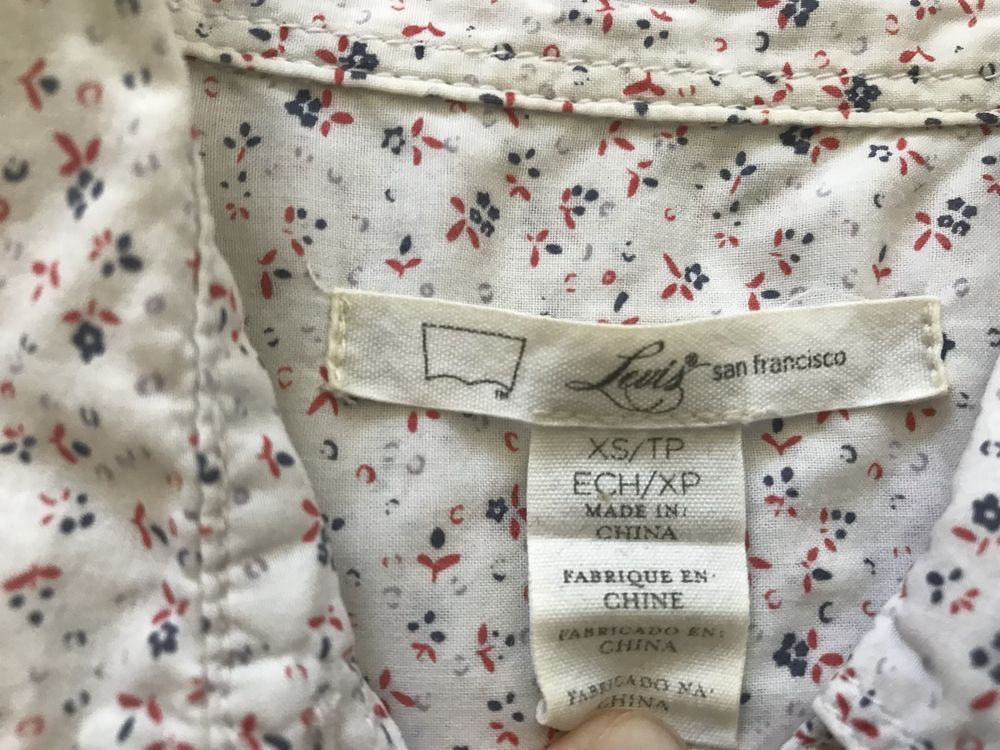 Levi's® san francisco
TM
XS/TP
ECH/XP
MADE IN:
CHINA
FABRIQUE EN:
CHINE
FABRICADO EN:
CHINA
FABRICADO NA:
CHINA